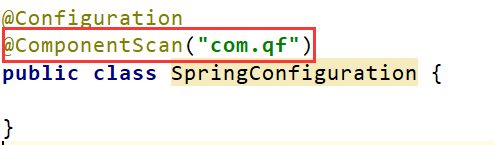 @Configuration
@ComponentScan("com.qf")
public class SpringConfiguration {
}